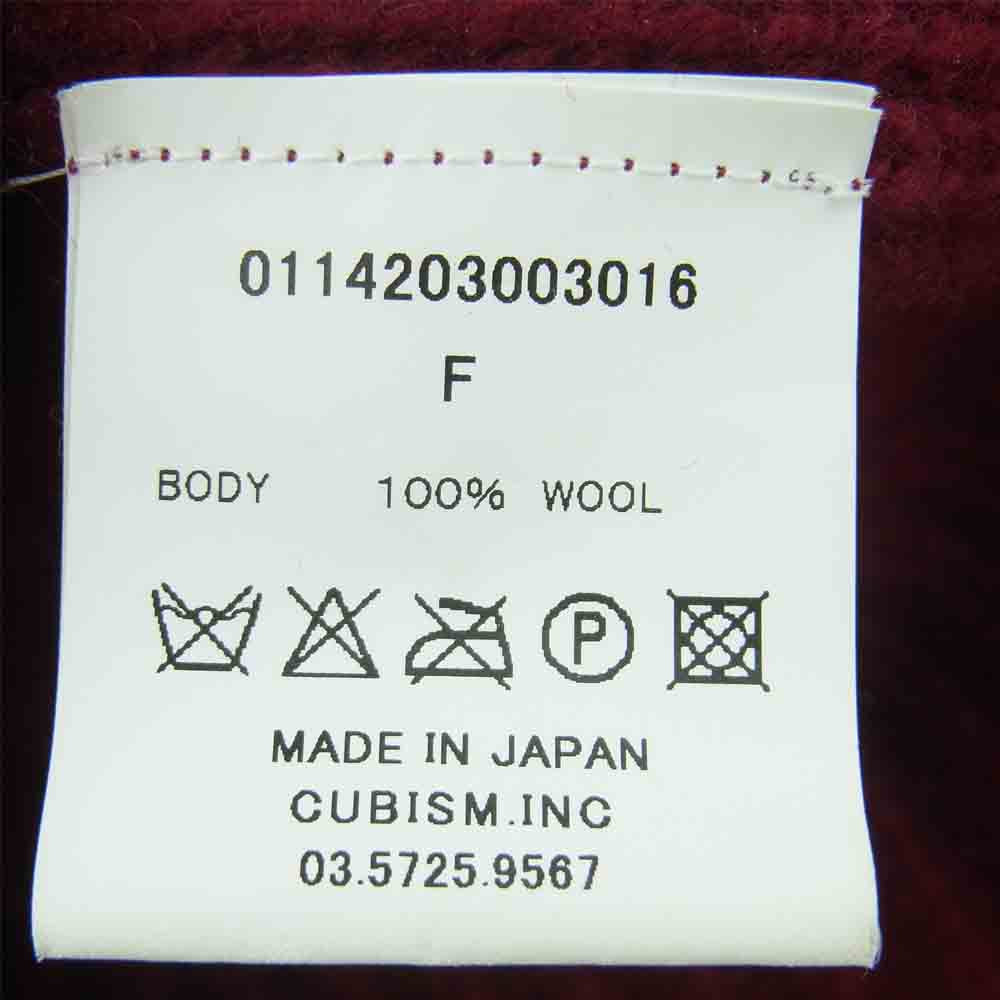 0114203003016
F
BODY 100% WOOL
P
MADE IN JAPAN
CUBISM.INC
03.5725.9567